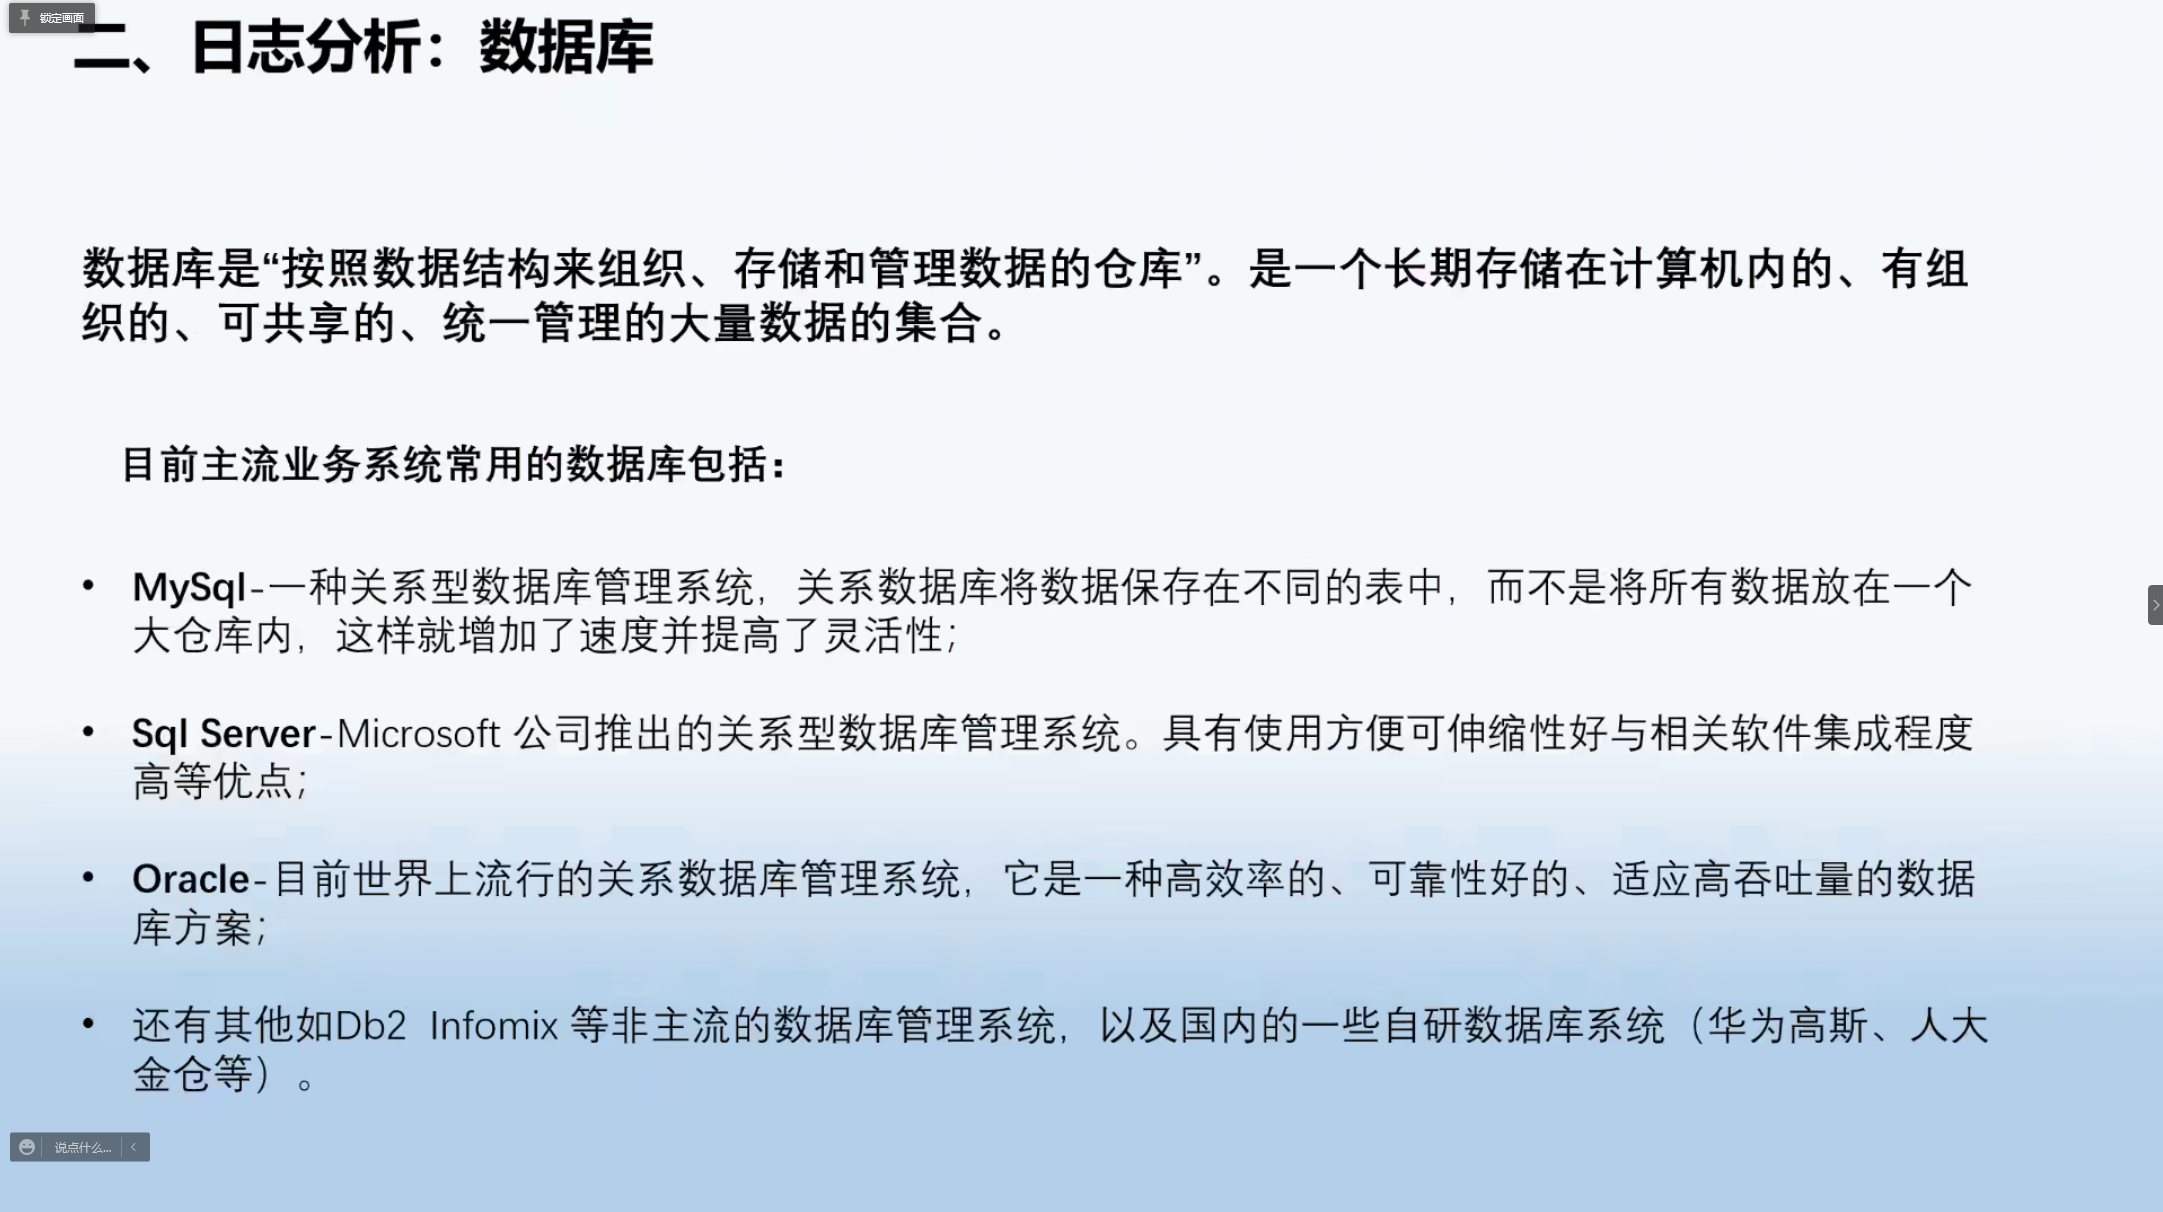 锁定画面
二、日志分析：数据库
数据库是“按照数据结构来组织、存储和管理数据的仓库”。是一个长期存储在计算机内的、有组
织的、可共享的、统一管理的大量数据的集合。
目前主流业务系统常用的数据库包括：
• MySql-一种关系型数据库管理系统，关系数据库将数据保存在不同的表中，而不是将所有数据放在一个
大仓库内，这样就增加了速度并提高了灵活性；
• Sql Server-Microsoft 公司推出的关系型数据库管理系统。具有使用方便可伸缩性好与相关软件集成程度
高等优点；
• Oracle-目前世界上流行的关系数据库管理系统，它是一种高效率的、可靠性好的、适应高吞吐量的数据
库方案；
• 还有其他如Db2 Infomix 等非主流的数据库管理系统，以及国内的一些自研数据库系统（华为高斯、人大
金仓等）。
说点什么...